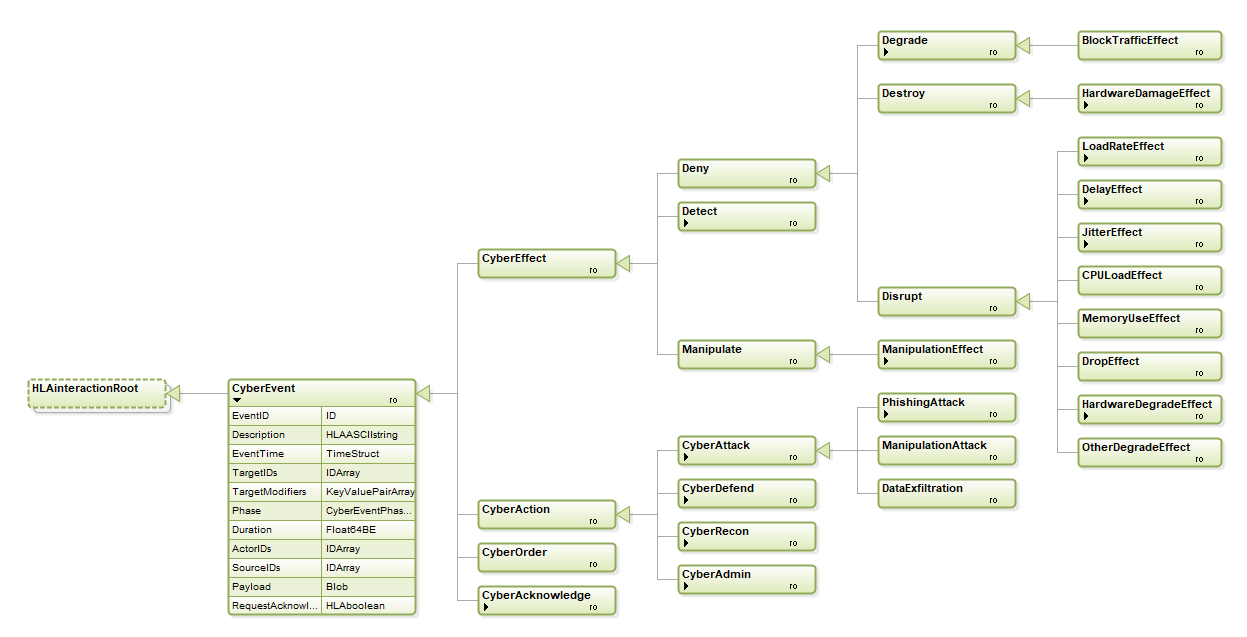 HLAinteractionRoot
CyberEvent
ro
EventID ID
Description HLAASCIIstring
EventTime TimeStruct
TargetIDs IDArray
TargetModifiers KeyValuePairArray
Phase CyberEventPhas...
Duration Float64BE
ActorIDs IDArray
SourceIDs IDArray
Payload Blob
RequestAcknowl... HLAboolean
CyberEffect
ro
CyberAction
ro
CyberOrder
ro
CyberAcknowledge
ro
Deny
ro
Detect
ro
Manipulate
ro
CyberAttack
ro
CyberDefend
ro
CyberRecon
ro
CyberAdmin
ro
Degrade
ro
Destroy
ro
Disrupt
ro
ManipulationEffect
ro
PhishingAttack
ro
ManipulationAttack
ro
DataExfiltration
ro
BlockTrafficEffect
ro
HardwareDamageEffect
ro
LoadRateEffect
ro
DelayEffect
ro
JitterEffect
ro
CPULoadEffect
ro
MemoryUseEffect
ro
DropEffect
ro
HardwareDegradeEffect
ro
OtherDegradeEffect
ro